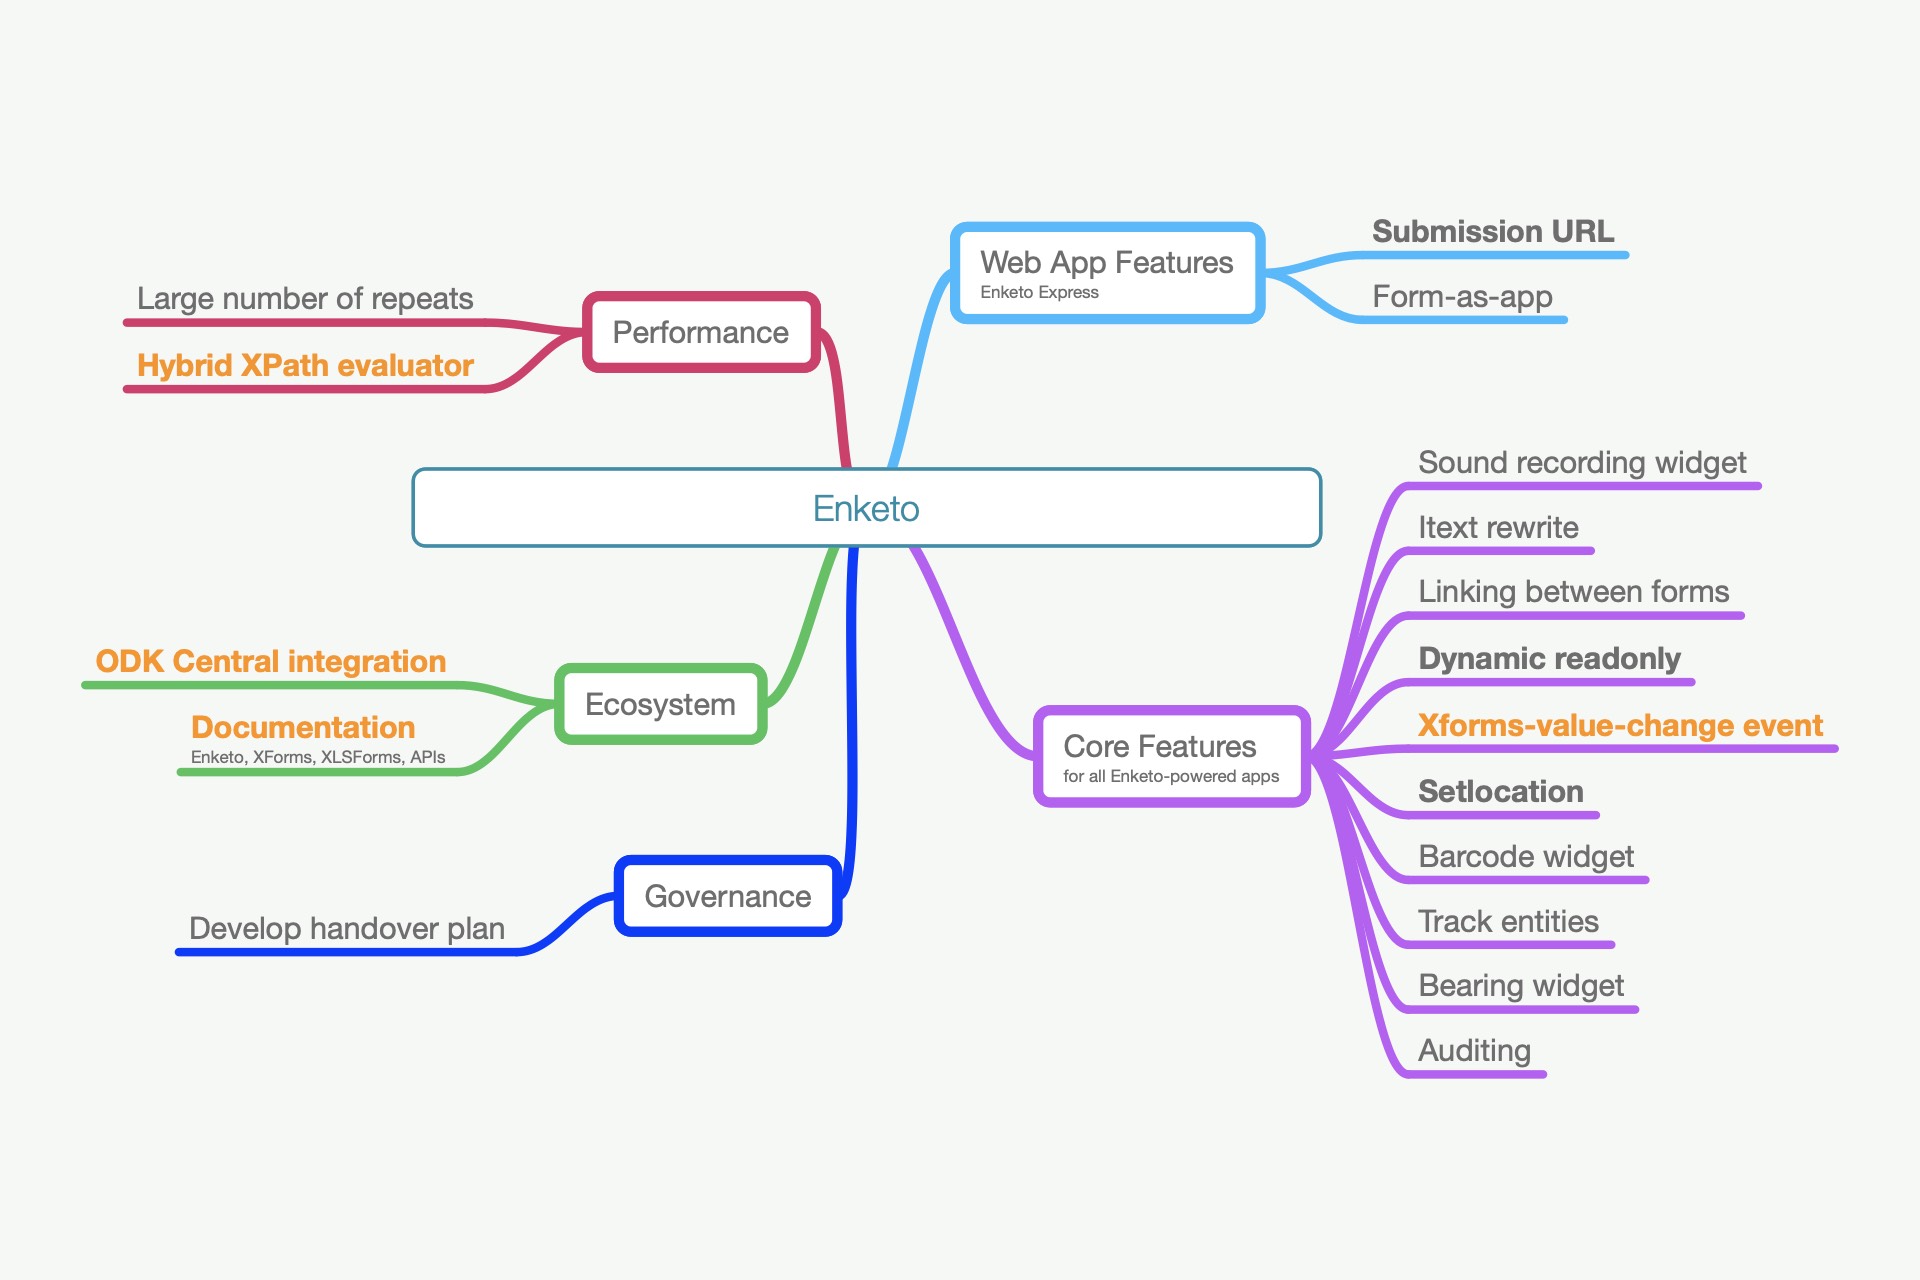 Enketo
Performance
Large number of repeats
Hybrid XPath evaluator
Web App Features
Enketo Express
Submission URL
Form-as-app
Ecosystem
ODK Central integration
Documentation
Enketo, XForms, XLSForms, APIs
Governance
Develop handover plan
Core Features
for all Enketo-powered apps
Sound recording widget
Itext rewrite
Linking between forms
Dynamic readonly
Xforms-value-change event
Setlocation
Barcode widget
Track entities
Bearing widget
Auditing